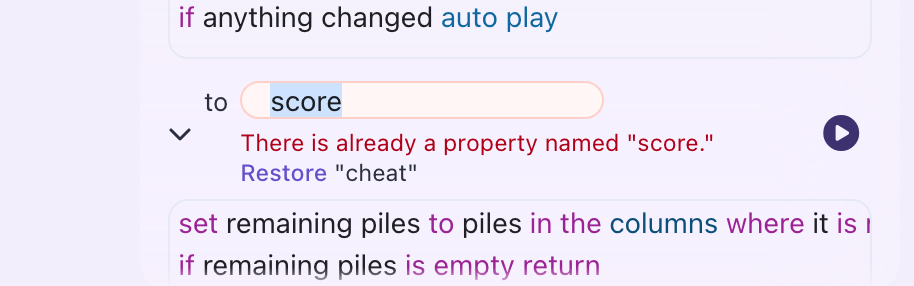 if anything changed auto play
to score
There is already a property named "score."
Restore "cheat"
set remaining piles to piles in the columns where it is
if remaining piles is empty return